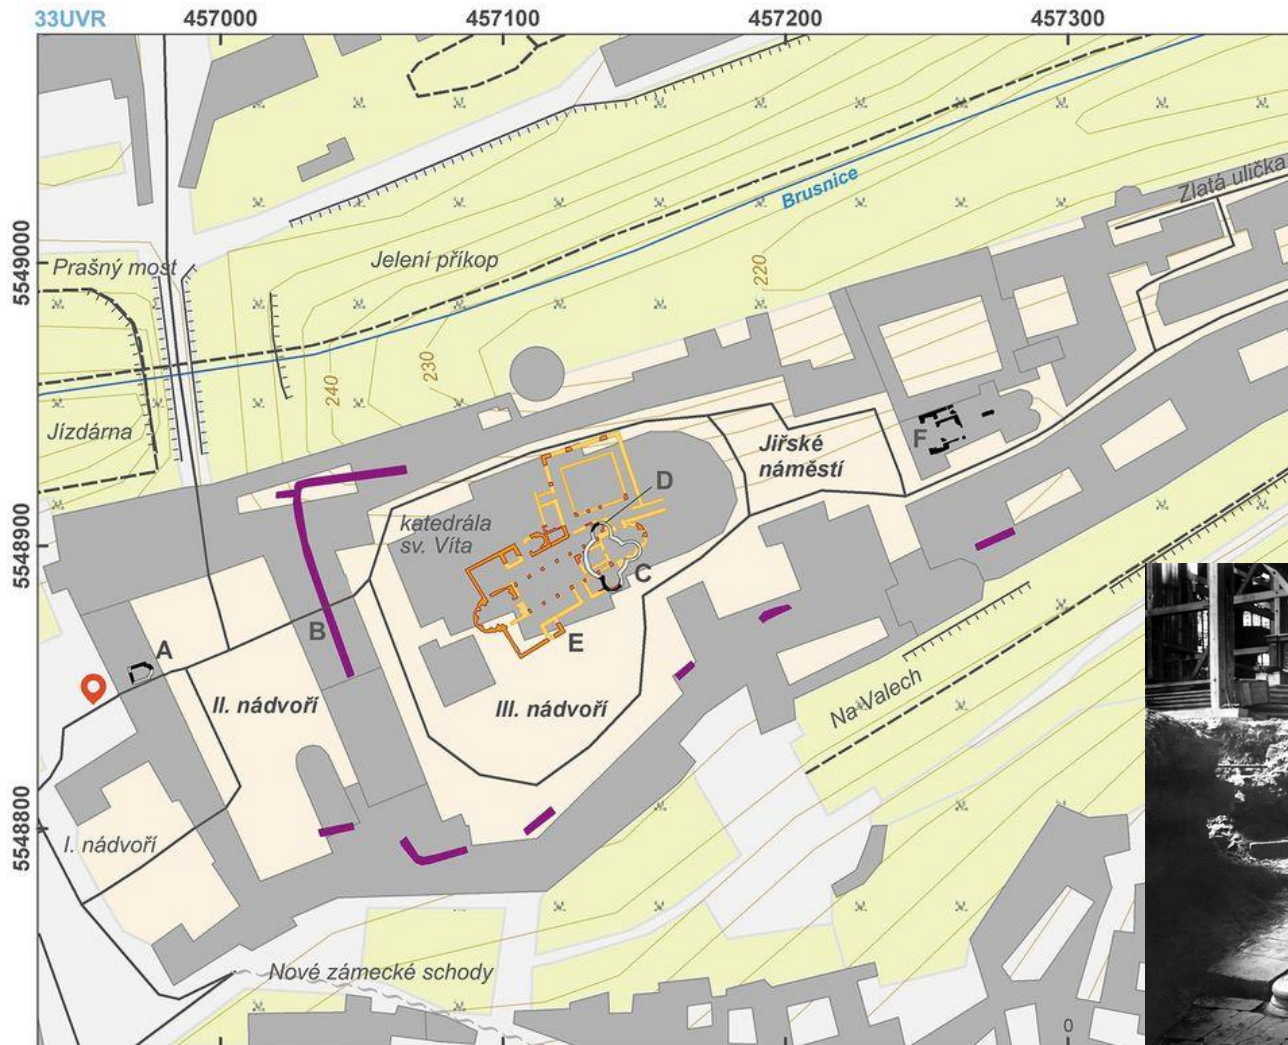 33UVR
457000
457100
457200
457300
5549000
5548900
5548800
Brusnice
Zlatá ulička
Prašný most
Jelení příkop
220
230
240
Jízdárna
Jiřské
náměstí
F
D
katedrála
sv. Víta
C
B
A
E
II. nádvoří
III. nádvoří
Na Valech
I. nádvoří
Nové zámecké schody
0